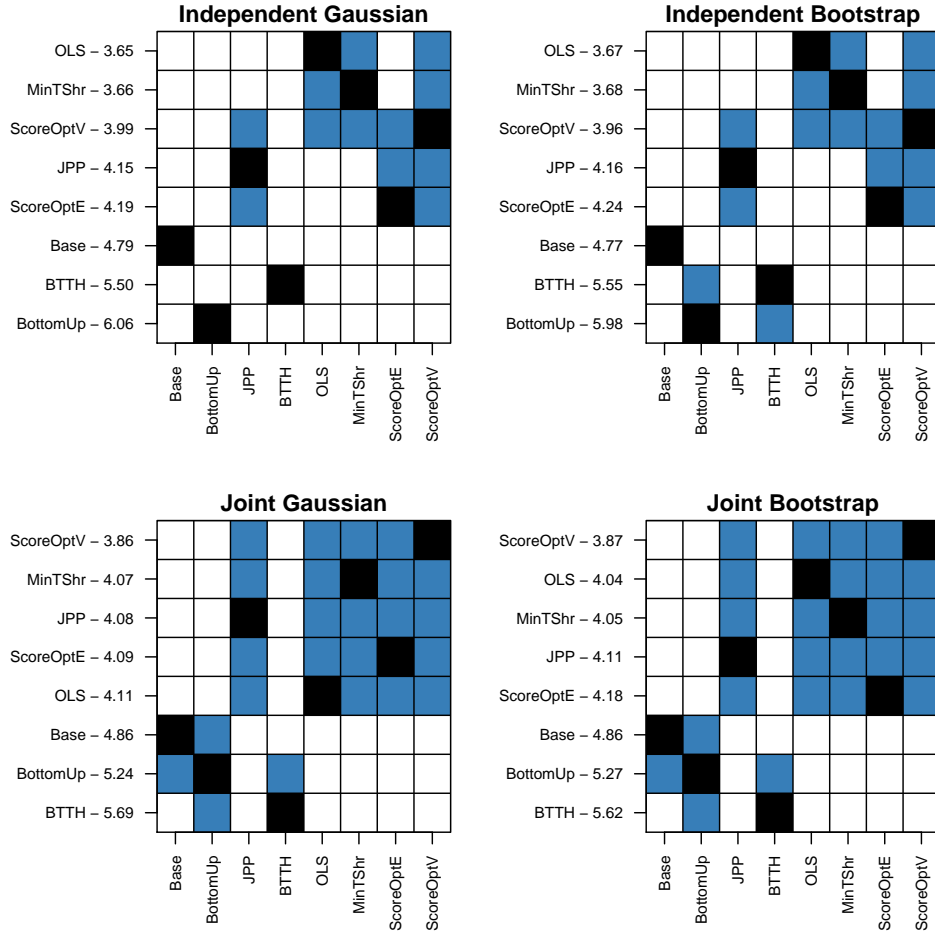 Independent Gaussian
OLS − 3.65
MinTShr − 3.66
ScoreOptV − 3.99
JPP − 4.15
ScoreOptE − 4.19
Base − 4.79
BTTH − 5.50
BottomUp − 6.06
Base
BottomUp
JPP
BTTH
OLS
MinTShr
ScoreOptE
ScoreOptV
Independent Bootstrap
OLS − 3.67
MinTShr − 3.68
ScoreOptV − 3.96
JPP − 4.16
ScoreOptE − 4.24
Base − 4.77
BTTH − 5.55
BottomUp − 5.98
Base
BottomUp
JPP
BTTH
OLS
MinTShr
ScoreOptE
ScoreOptV
Joint Gaussian
ScoreOptV − 3.86
MinTShr − 4.07
JPP − 4.08
ScoreOptE − 4.09
OLS − 4.11
Base − 4.86
BottomUp − 5.24
BTTH − 5.69
Base
BottomUp
JPP
BTTH
OLS
MinTShr
ScoreOptE
ScoreOptV
Joint Bootstrap
ScoreOptV − 3.87
OLS − 4.04
MinTShr − 4.05
JPP − 4.11
ScoreOptE − 4.18
Base − 4.86
BottomUp − 5.27
BTTH − 5.62
Base
BottomUp
JPP
BTTH
OLS
MinTShr
ScoreOptE
ScoreOptV